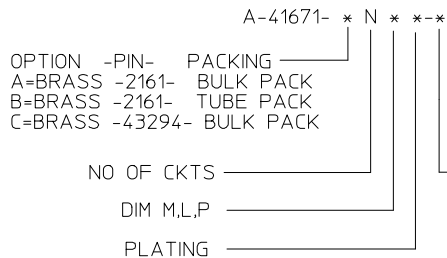 A-41671- * N * *-*
OPTION -PIN- PACKING
A=BRASS -2161- BULK PACK
B=BRASS -2161- TUBE PACK
C=BRASS -43294- BULK PACK
NO OF CKTS
DIM M,L,P
PLATING